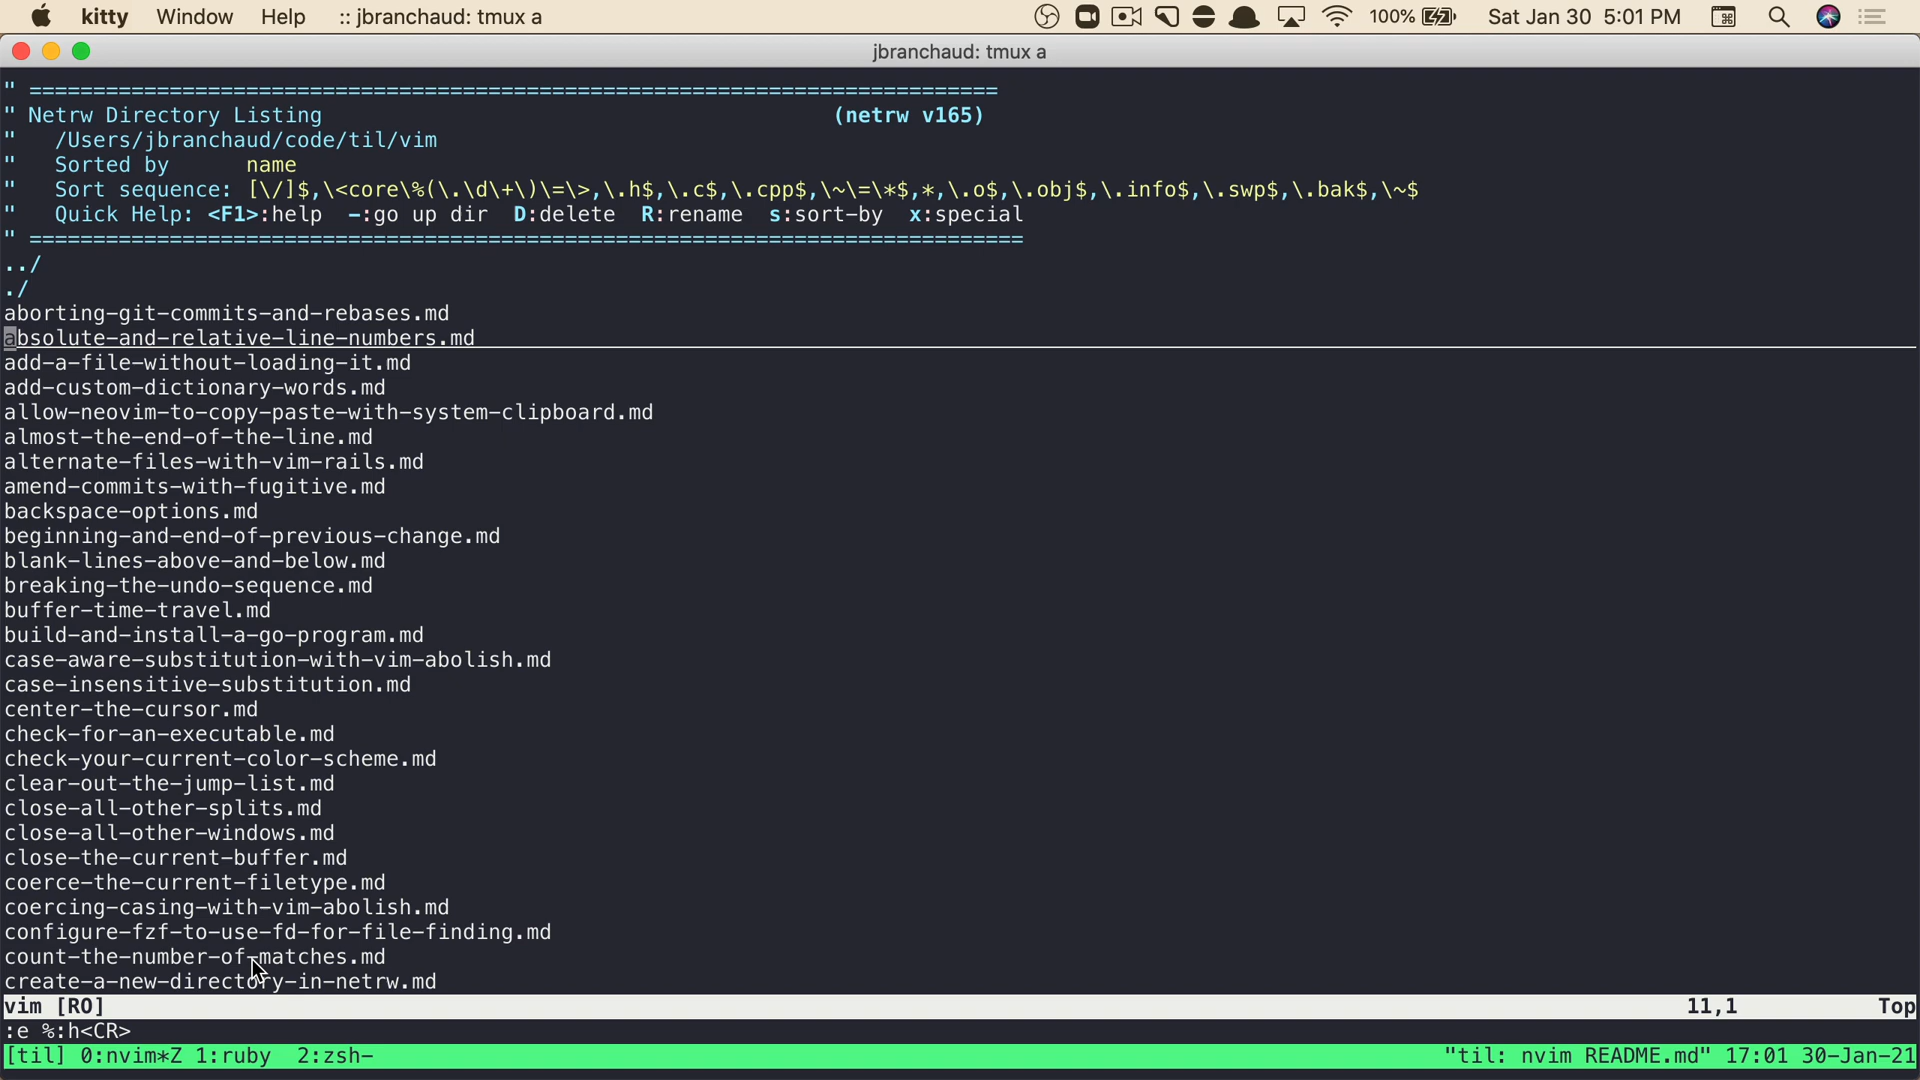 kitty Window Help :: jbranchaud: tmux a 100% Sat Jan 30 5:01 PM
jbranchaud: tmux a
" ============================================================================
" Netrw Directory Listing (netrw v165)
"   /Users/jbranchaud/code/til/vim
"   Sorted by      name
"   Sort sequence: [\/]$,\<core\%(\.\d\+\)\=\>,\.h$,\.c$,\.cpp$,\~\=\*$,*,\.o$,\.obj$,\.info$,\.swp$,\.bak$,\~$
"   Quick Help: <F1>:help  -:go up dir  D:delete  R:rename  s:sort-by  x:special
" ==============================================================================
../
./
aborting-git-commits-and-rebases.md
absolute-and-relative-line-numbers.md
add-a-file-without-loading-it.md
add-custom-dictionary-words.md
allow-neovim-to-copy-paste-with-system-clipboard.md
almost-the-end-of-the-line.md
alternate-files-with-vim-rails.md
amend-commits-with-fugitive.md
backspace-options.md
beginning-and-end-of-previous-change.md
blank-lines-above-and-below.md
breaking-the-undo-sequence.md
buffer-time-travel.md
build-and-install-a-go-program.md
case-aware-substitution-with-vim-abolish.md
case-insensitive-substitution.md
center-the-cursor.md
check-for-an-executable.md
check-your-current-color-scheme.md
clear-out-the-jump-list.md
close-all-other-splits.md
close-all-other-windows.md
close-the-current-buffer.md
coerce-the-current-filetype.md
coercing-casing-with-vim-abolish.md
configure-fzf-to-use-fd-for-file-finding.md
count-the-number-of-matches.md
create-a-new-directory-in-netrw.md
vim [RO] 11,1 Top
:e %:h<CR>
[til] 0:nvim*Z 1:ruby  2:zsh- "til: nvim README.md" 17:01 30-Jan-21